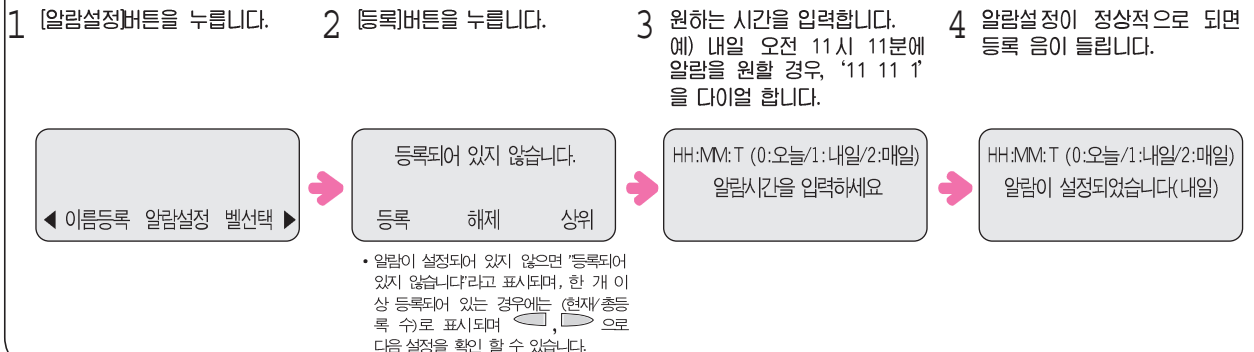 1 [알람설정]버튼을 누릅니다.
◀ 이름등록 알람설정 벨선택 ▶
2 [등록]버튼을 누릅니다.
등록되어 있지 않습니다.
등록 해제 상위
• 알람이 설정되어 있지 않으면 "등록되어
있지 않습니다"라고 표시되며, 한 개 이
상 등록되어 있는 경우에는 (현재/총등
록 수)로 표시되며 , 으로
다음 설정을 확인 할 수 있습니다.
3 원하는 시간을 입력합니다.
예) 내일 오전 11시 11분에
알람을 원할 경우, ‘11 11 1’
을 다이얼 합니다.
HH:MM:T (0:오늘/1:내일/2:매일)
알람시간을 입력하세요
4 알람설정이 정상적으로 되면
등록 음이 들립니다.
HH:MM:T (0:오늘/1:내일/2:매일)
알람이 설정되었습니다(내일)